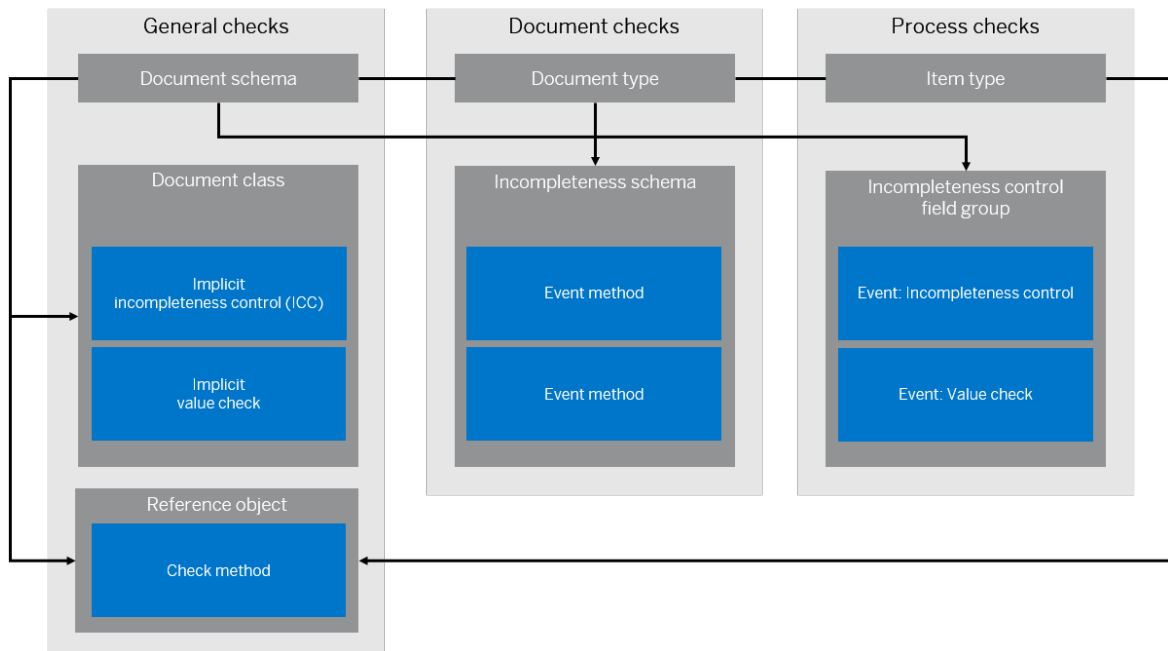 General checks
Document checks
Process checks
Document schema
Document type
Item type
Document class
Implicit
incompleteness control (ICC)
Implicit
value check
Incompleteness schema
Event method
Event method
Incompleteness control
field group
Event: Incompleteness control
Event: Value check
Reference object
Check method